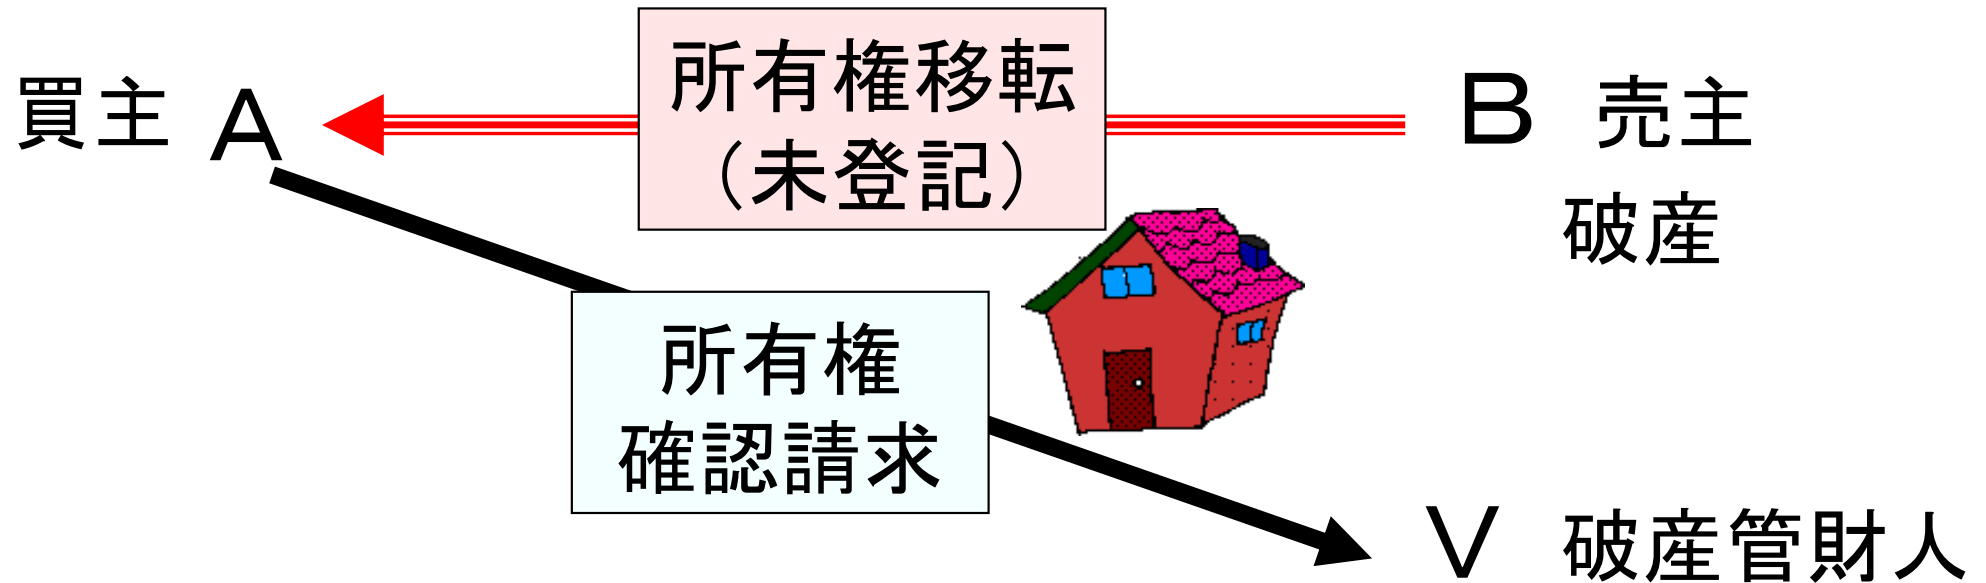 買主 A
所有権移転
（未登記）
B 売主
破産
所有権
確認請求
V 破産管財人